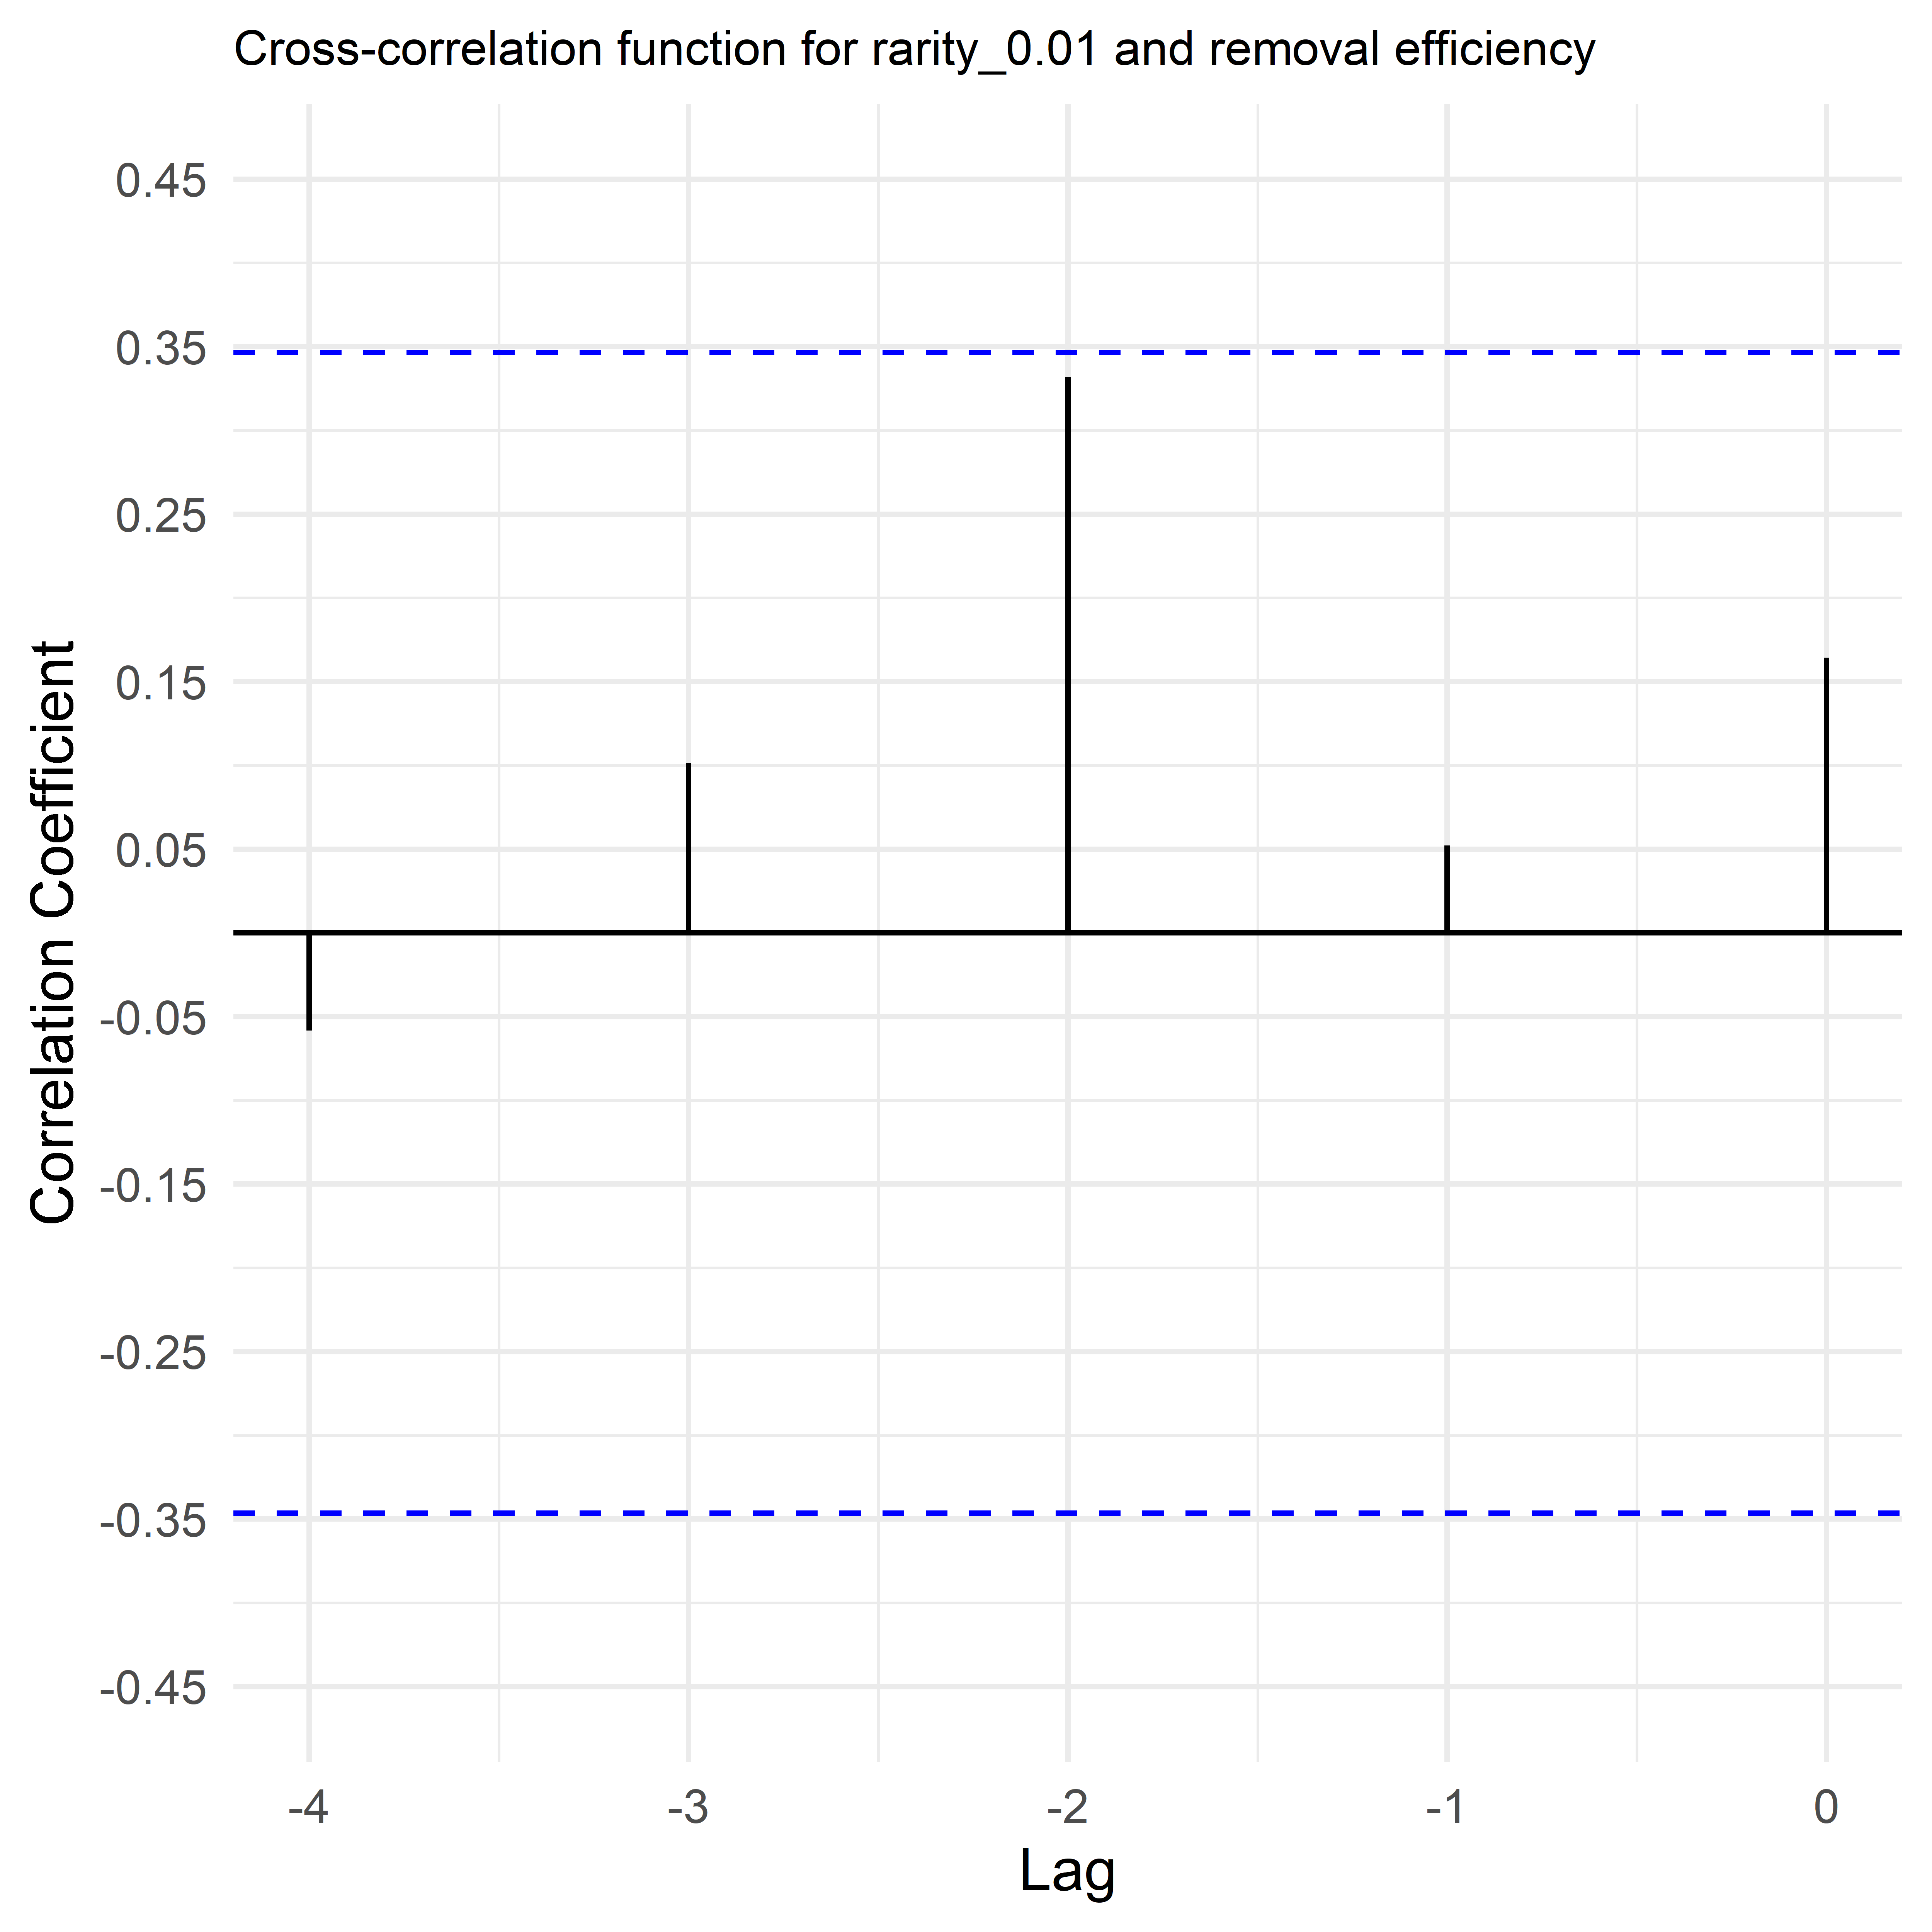 Cross-correlation function for rarity_0.01 and removal efficiency
Correlation Coefficient
0.45
0.35
0.25
0.15
0.05
-0.05
-0.15
-0.25
-0.35
-0.45
-4 -3 -2 -1 0
Lag